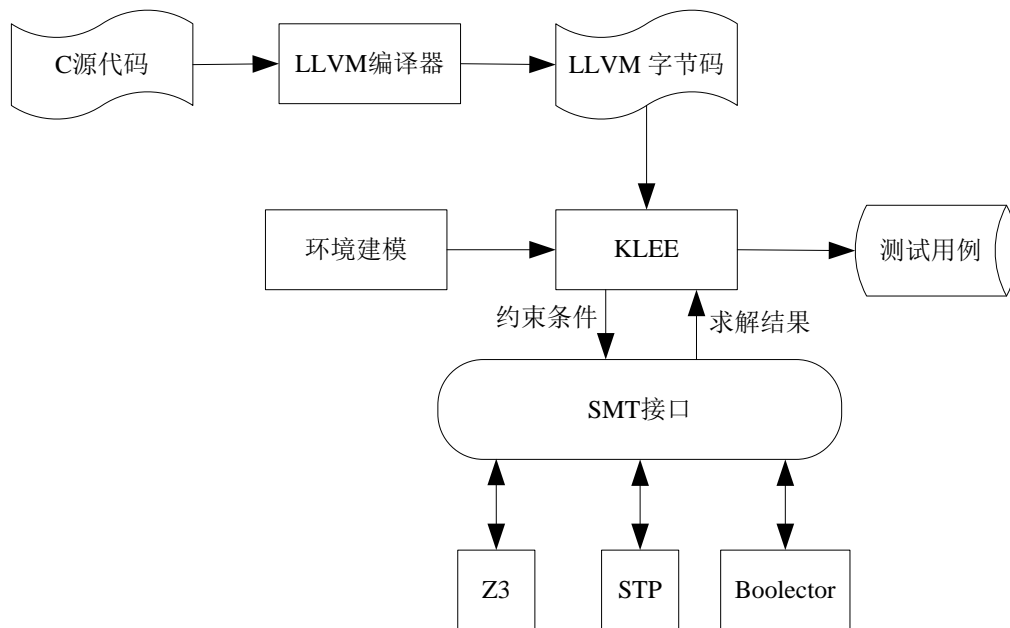 C源代码
LLVM编译器
LLVM 字节码
环境建模
KLEE
测试用例
约束条件
求解结果
SMT接口
Z3
STP
Boolector